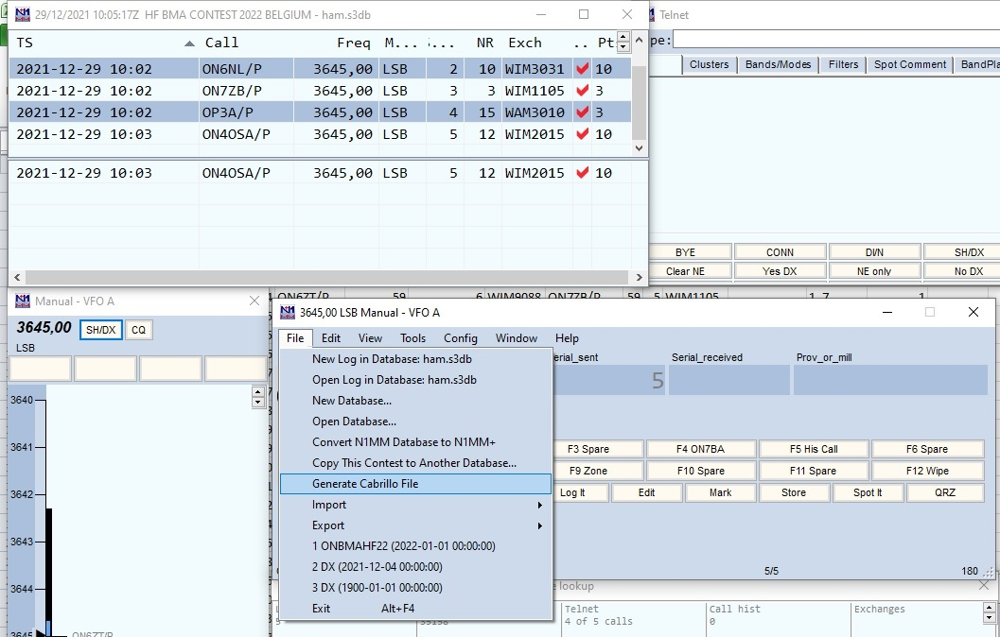 29/12/2021 10:05:17Z HF BMA CONTEST 2022 BELGIUM - ham.s3db
TS Call Freq M... ... NR Exch .. Pt
2021-12-29 10:02 ON6NL/P 3645,00 LSB 2 10 WIM3031 10
2021-12-29 10:02 ON7ZB/P 3645,00 LSB 3 3 WIM1105 3
2021-12-29 10:02 OP3A/P 3645,00 LSB 4 15 WAM3010 3
2021-12-29 10:03 ON4OSA/P 3645,00 LSB 5 12 WIM2015 10
2021-12-29 10:03 ON4OSA/P 3645,00 LSB 5 12 WIM2015 10
Telnet
pe:
Clusters Bands/Modes Filters Spot Comment BandPla
BYE CONN DI/N SH/DX
Clear NE Yes DX NE only No DX
ON6ZT/P 59 6 WIM9088 ON7ZB/P 59 5 WIM1105 1 7 1
Manual - VFO A
3645,00 SH/DX CQ
LSB
3640
3641
3642
3643
3644
3645 ON6ZT/P
3645,00 LSB Manual - VFO A
File Edit View Tools Config Window Help
New Log in Database: ham.s3db
Open Log in Database: ham.s3db
New Database...
Open Database...
Convert N1MM Database to N1MM+
Copy This Contest to Another Database...
Generate Cabrillo File
Import
Export
1 ONBMAHF22 (2022-01-01 00:00:00)
2 DX (2021-12-04 00:00:00)
3 DX (1900-01-01 00:00:00)
Exit Alt+F4
erial_sent Serial_received Prov_or_mill
5
F3 Spare F4 ON7BA F5 His Call F6 Spare
F9 Zone F10 Spare F11 Spare F12 Wipe
Log It Edit Mark Store Spot It QRZ
5/5 180
e lookup
Telnet Call hist Exchanges
5 35158 4 of 5 calls 0